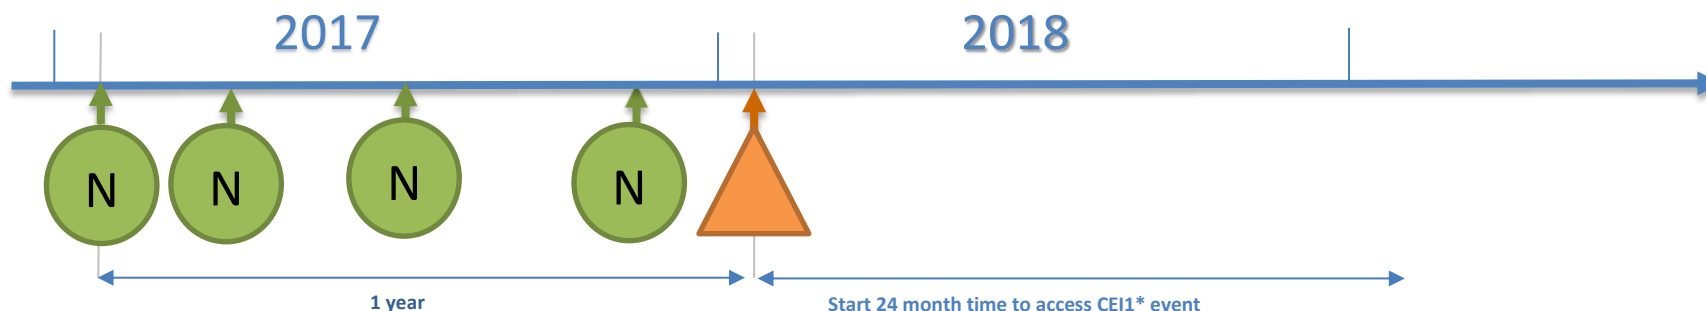 2017 2018
N N N N
1 year Start 24 month time to access CEI1* event